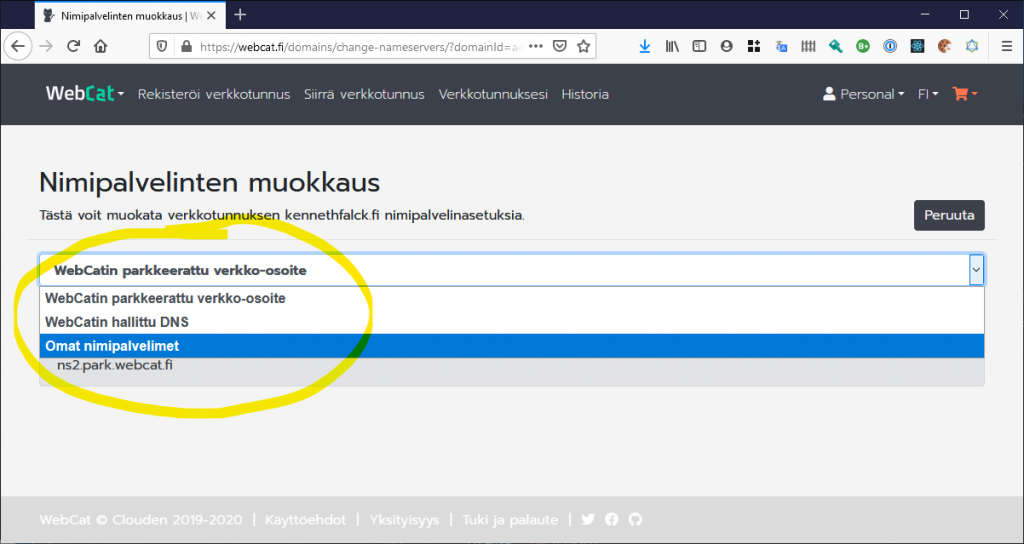 Nimipalvelinten muokkaus | We
https://webcat.fi/domains/change-nameservers/?domainId=a
WebCat Rekisteröi verkkotunnus Siirrä verkkotunnus Verkkotunnuksesi Historia Personal FI
Nimipalvelinten muokkaus
Tästä voit muokata verkkotunnuksen kennethfalck.fi nimipalvelinasetuksia.
Peruuta
WebCatin parkkeerattu verkko-osoite
WebCatin parkkeerattu verkko-osoite
WebCatin hallittu DNS
Omat nimipalvelimet
ns2.park.webcat.fi
WebCat © Clouden 2019-2020 | Käyttöehdot | Yksityisyys | Tuki ja palaute |